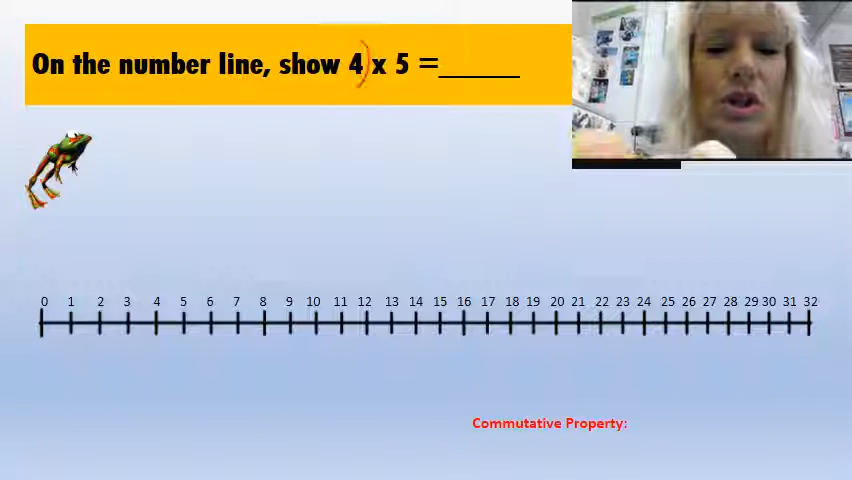 On the number line, show 4) x 5 =______
0 1 2 3 4 5 6 7 8 9 10 11 12 13 14 15 16 17 18 19 20 21 22 23 24 25 26 27 28 29 30 31 32
Commutative Property: